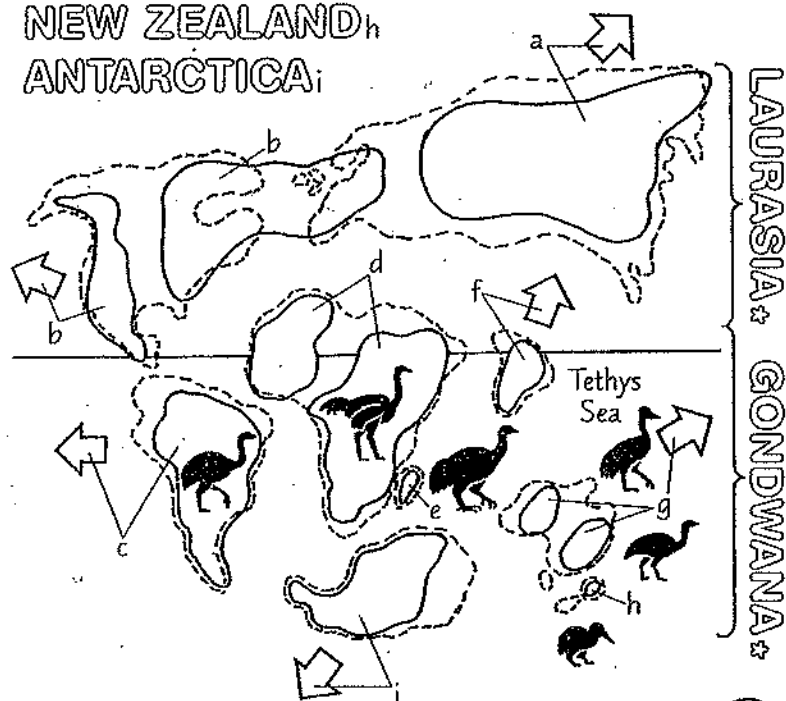 NEW ZEALANDh
ANTARCTICAi
a
b
LAURASIA*
d
f
b
Tethys
Sea
GONDWANA*
e
g
c
h
i